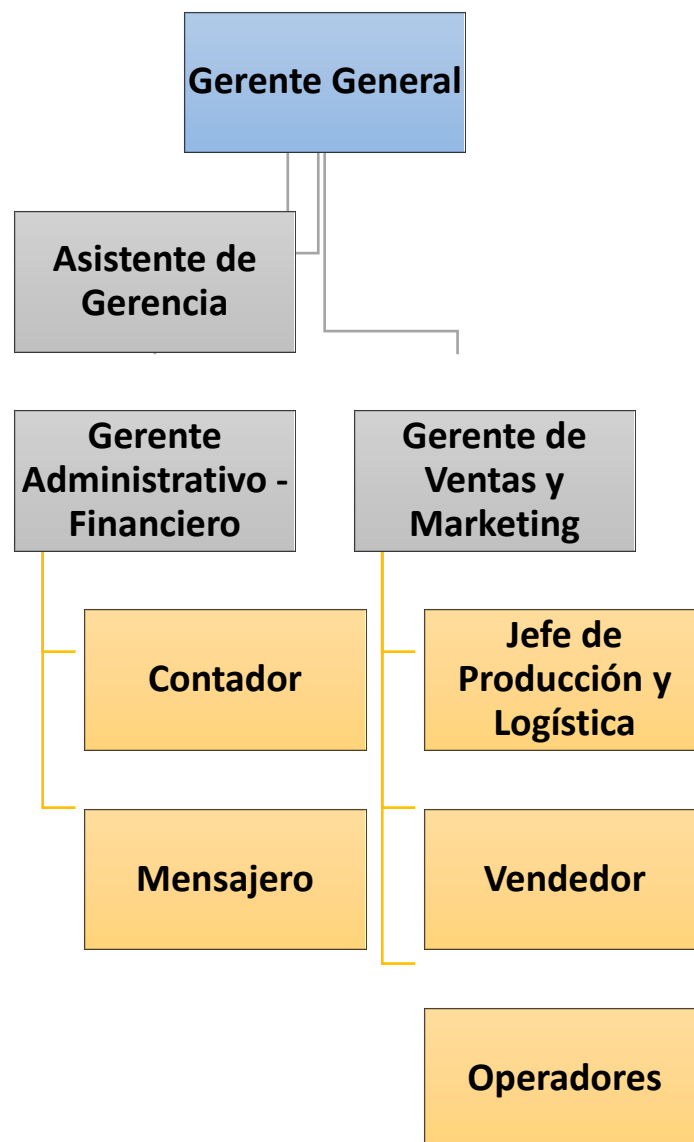 Gerente General
Asistente de
Gerencia
Gerente
Administrativo -
Financiero
Gerente de
Ventas y
Marketing
Contador
Jefe de
Producción y
Logística
Mensajero
Vendedor
Operadores